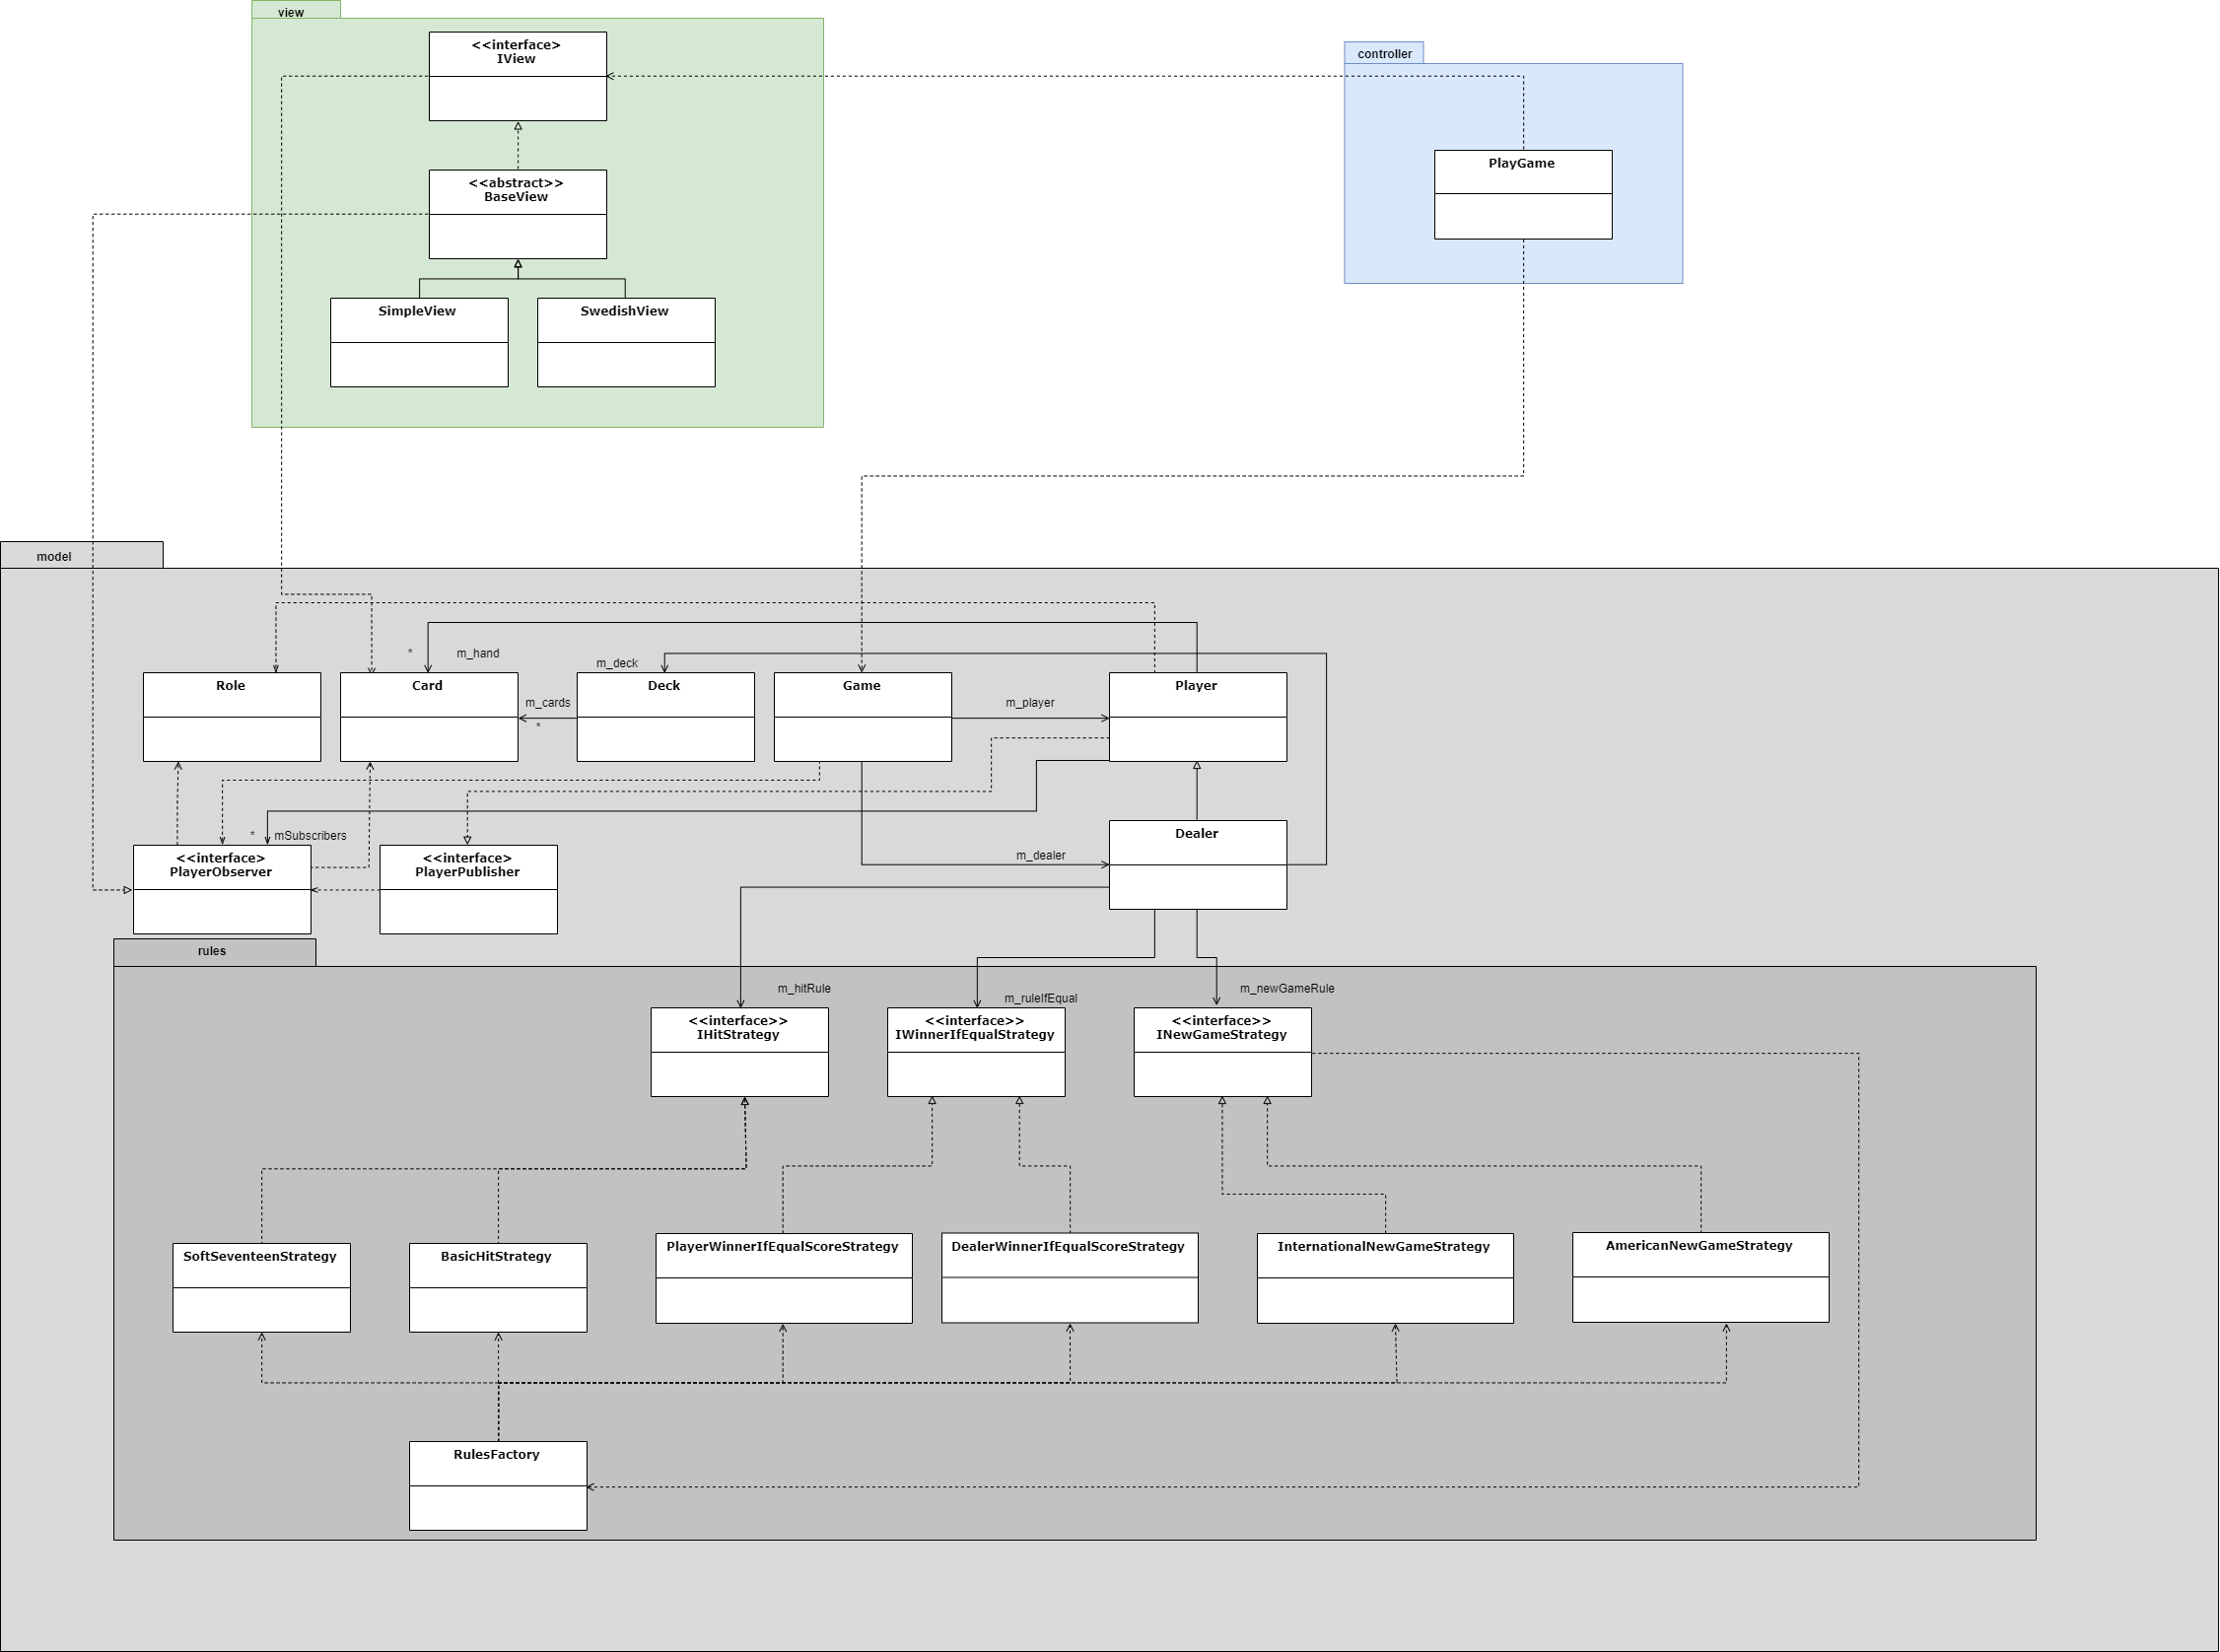 view
<<interface>
IView
controller
PlayGame
<<abstract>>
BaseView
SimpleView
SwedishView
model
*
m_hand
m_deck
Role
Card
Deck
Game
Player
m_cards
*
m_player
*
mSubscribers
Dealer
m_dealer
<<interface>
PlayerObserver
<<interface>
PlayerPublisher
rules
m_hitRule
m_ruleIfEqual
m_newGameRule
<<interface>>
IHitStrategy
<<interface>>
IWinnerIfEqualStrategy
<<interface>>
INewGameStrategy
SoftSeventeenStrategy
BasicHitStrategy
PlayerWinnerIfEqualScoreStrategy
DealerWinnerIfEqualScoreStrategy
InternationalNewGameStrategy
AmericanNewGameStrategy
RulesFactory